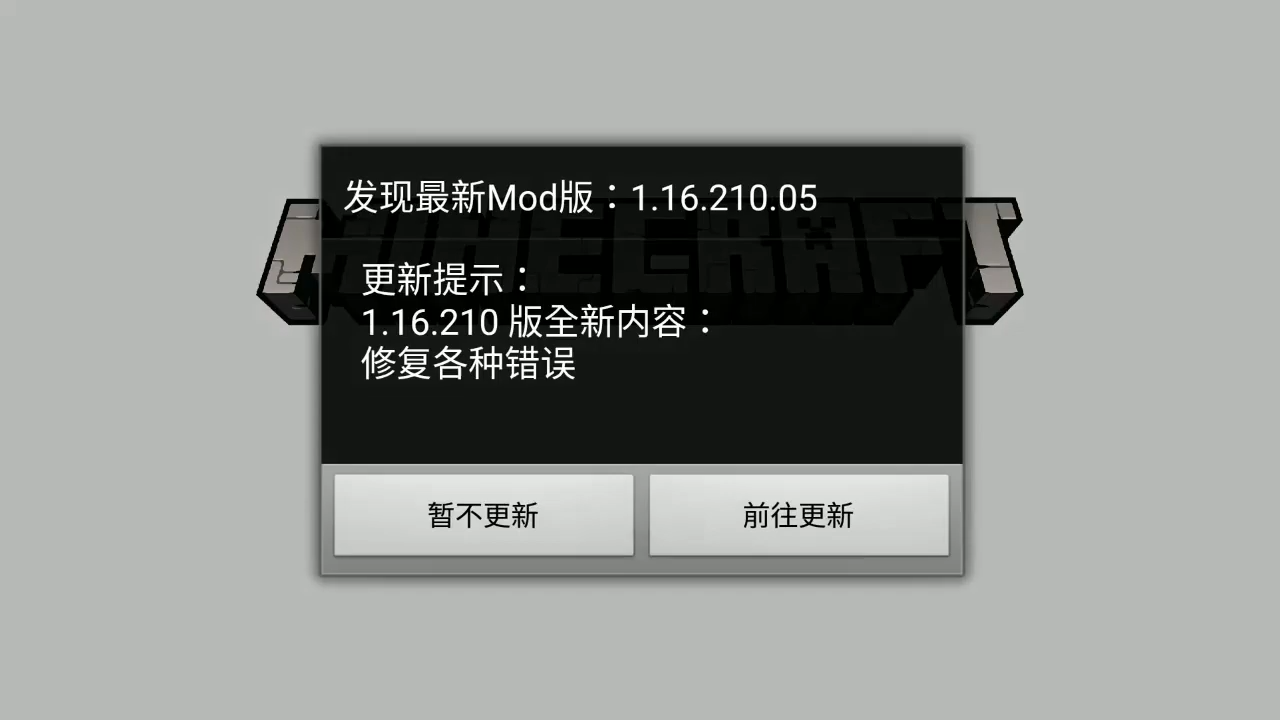 发现最新Mod版：1.16.210.05
MINECRAFT
更新提示：
1.16.210 版全新内容：
修复各种错误
暂不更新
前往更新